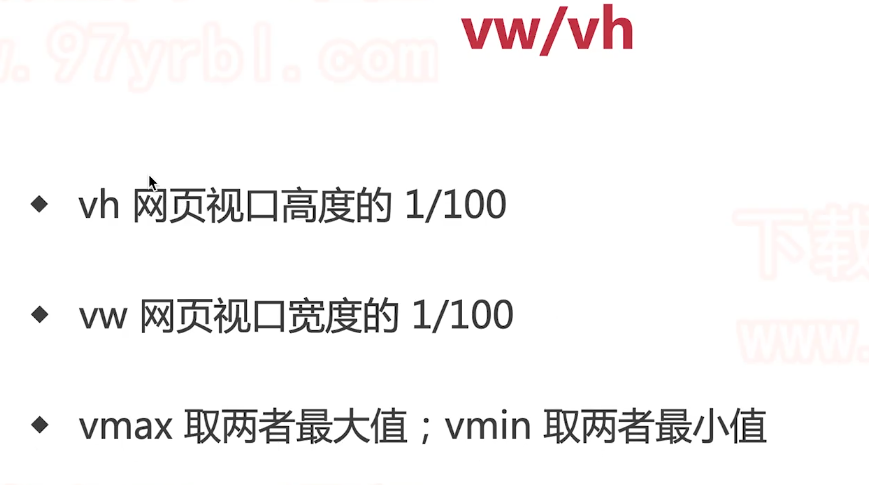 vw/vh
w.97yrbl.com
vh 网页视口高度的 1/100
下载
vw 网页视口宽度的 1/100
www.
vmax 取两者最大值；vmin 取两者最小值